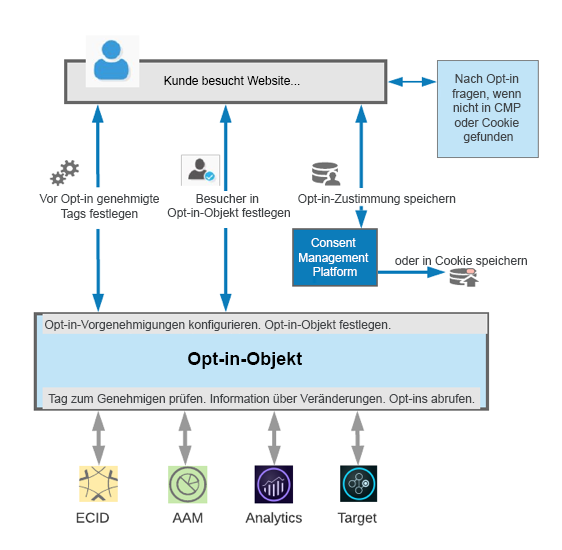 Kunde besucht Website...
Nach Opt-in
fragen, wenn
nicht in CMP
oder Cookie
gefunden
Vor Opt-in genehmigte
Tags festlegen
Besucher in
Opt-in-Objekt festlegen
Opt-in-Zustimmung speichern
Consent
Management
Platform
oder in Cookie speichern
Opt-in-Vorgenehmigungen konfigurieren. Opt-in-Objekt festlegen.
Opt-in-Objekt
Tag zum Genehmigen prüfen. Information über Veränderungen. Opt-ins abrufen.
ECID
AAM
Analytics
Target